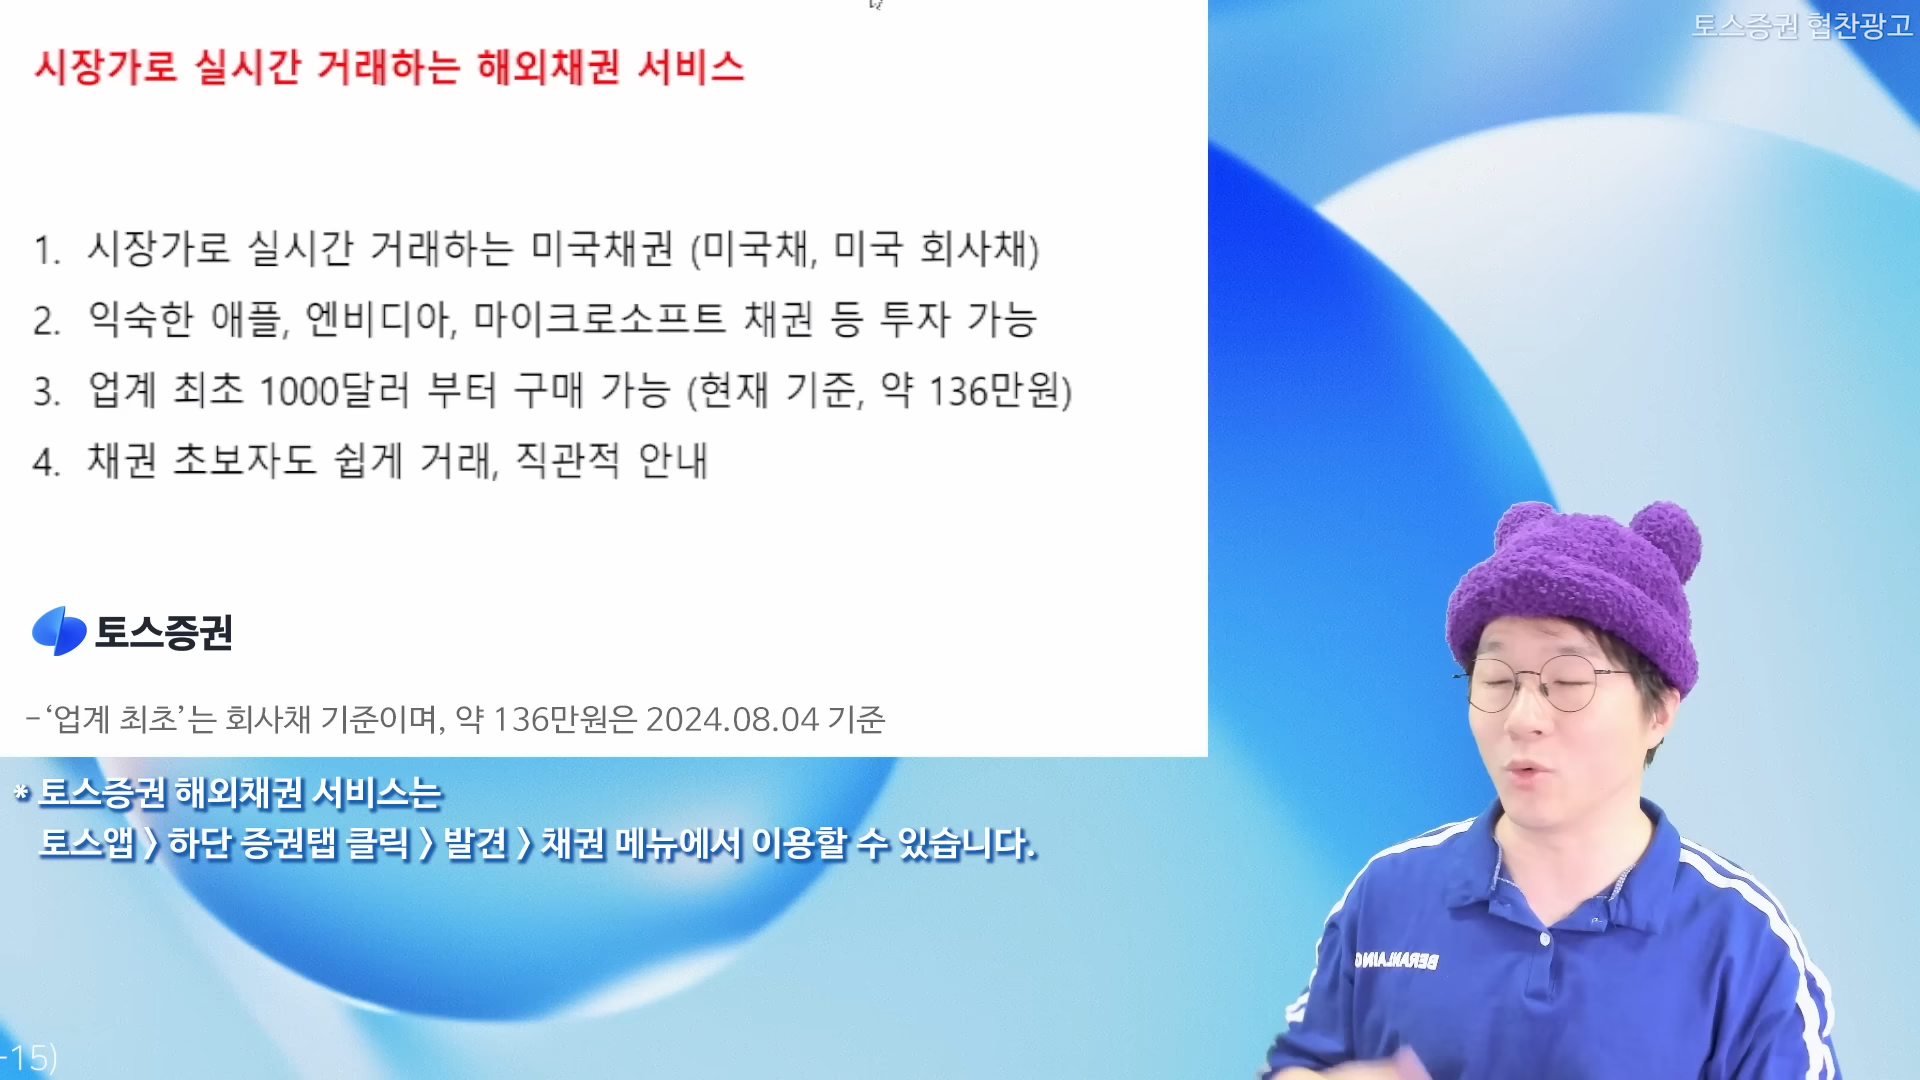 토스증권 협찬광고
시장가로 실시간 거래하는 해외채권 서비스
1. 시장가로 실시간 거래하는 미국채권 (미국채, 미국 회사채)
2. 익숙한 애플, 엔비디아, 마이크로소프트 채권 등 투자 가능
3. 업계 최초 1000달러 부터 구매 가능 (현재 기준, 약 136만원)
4. 채권 초보자도 쉽게 거래, 직관적 안내
토스증권
-‘업계 최초’는 회사채 기준이며, 약 136만원은 2024.08.04 기준
* 토스증권 해외채권 서비스는
토스앱 > 하단 증권탭 클릭 > 발견 > 채권 메뉴에서 이용할 수 있습니다.
-15)